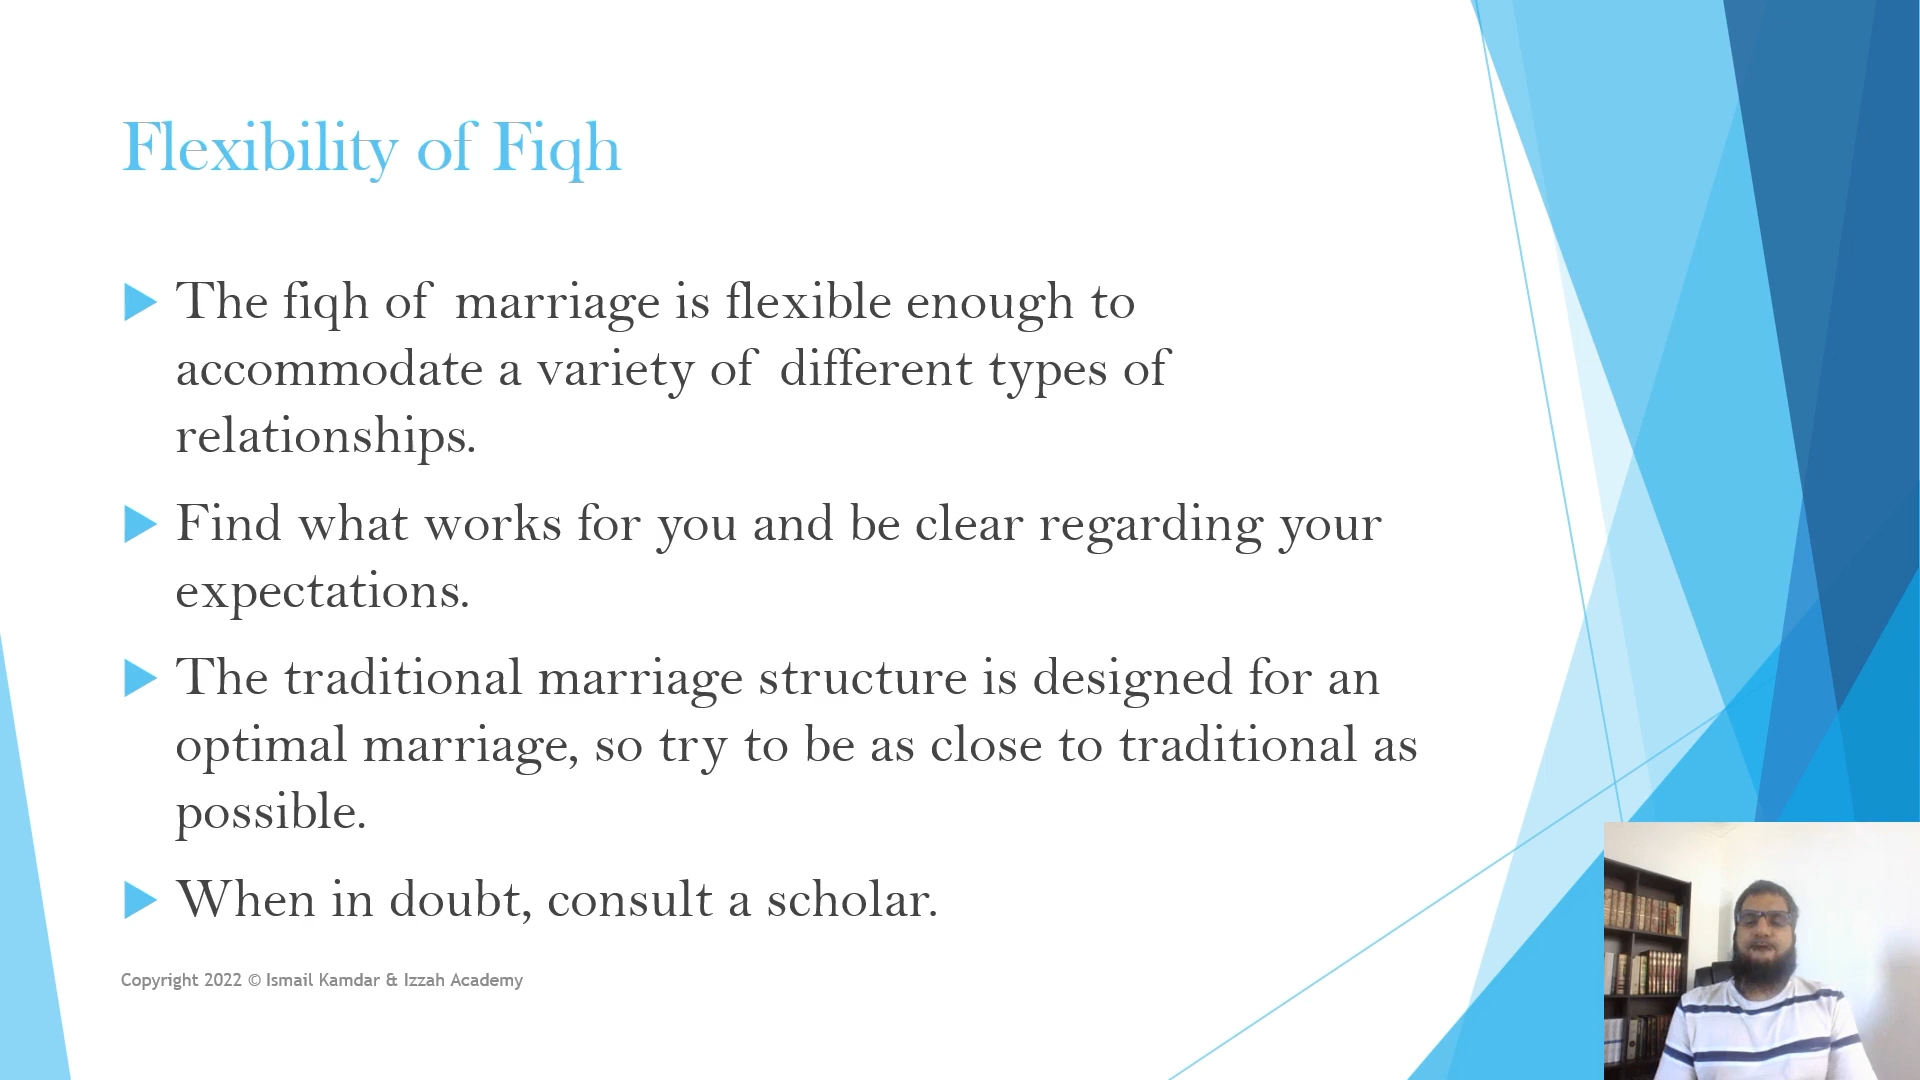 Flexibility of Fiqh
The fiqh of marriage is flexible enough to
accommodate a variety of different types of
relationships.
Find what works for you and be clear regarding your
expectations.
The traditional marriage structure is designed for an
optimal marriage, so try to be as close to traditional as
possible.
When in doubt, consult a scholar.
Copyright 2022 © Ismail Kamdar & Izzah Academy